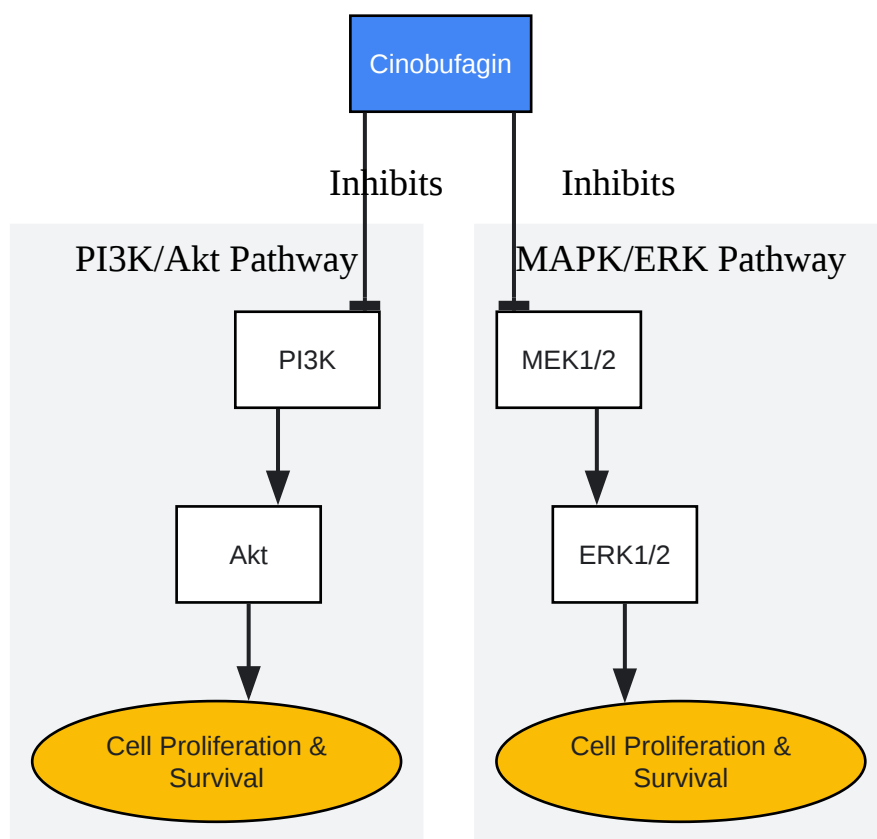 Cinobufagin
Inhibits
Inhibits
PI3K/Akt Pathway
MAPK/ERK Pathway
PI3K
MEK1/2
Akt
ERK1/2
Cell Proliferation &
Survival
Cell Proliferation &
Survival